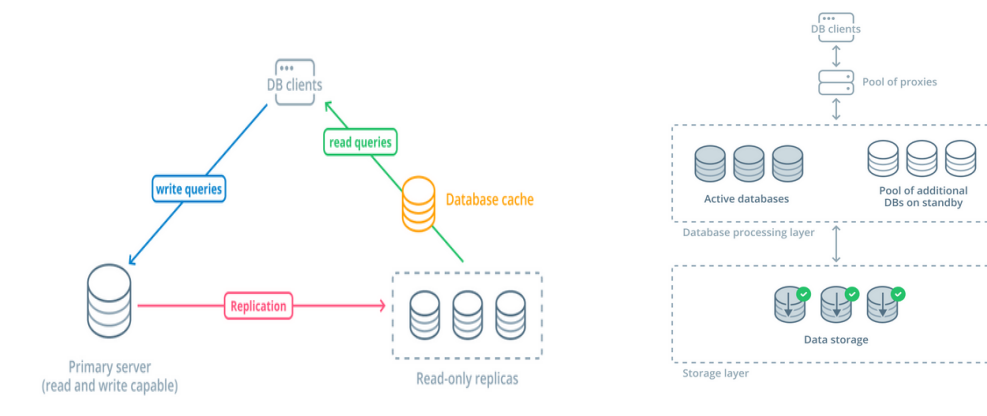 DB clients
read queries
write queries
Database cache
Replication
Primary server
(read and write capable)
Read-only replicas
DB clients
Pool of proxies
Active databases
Pool of additional
DBs on standby
Database processing layer
Data storage
Storage layer